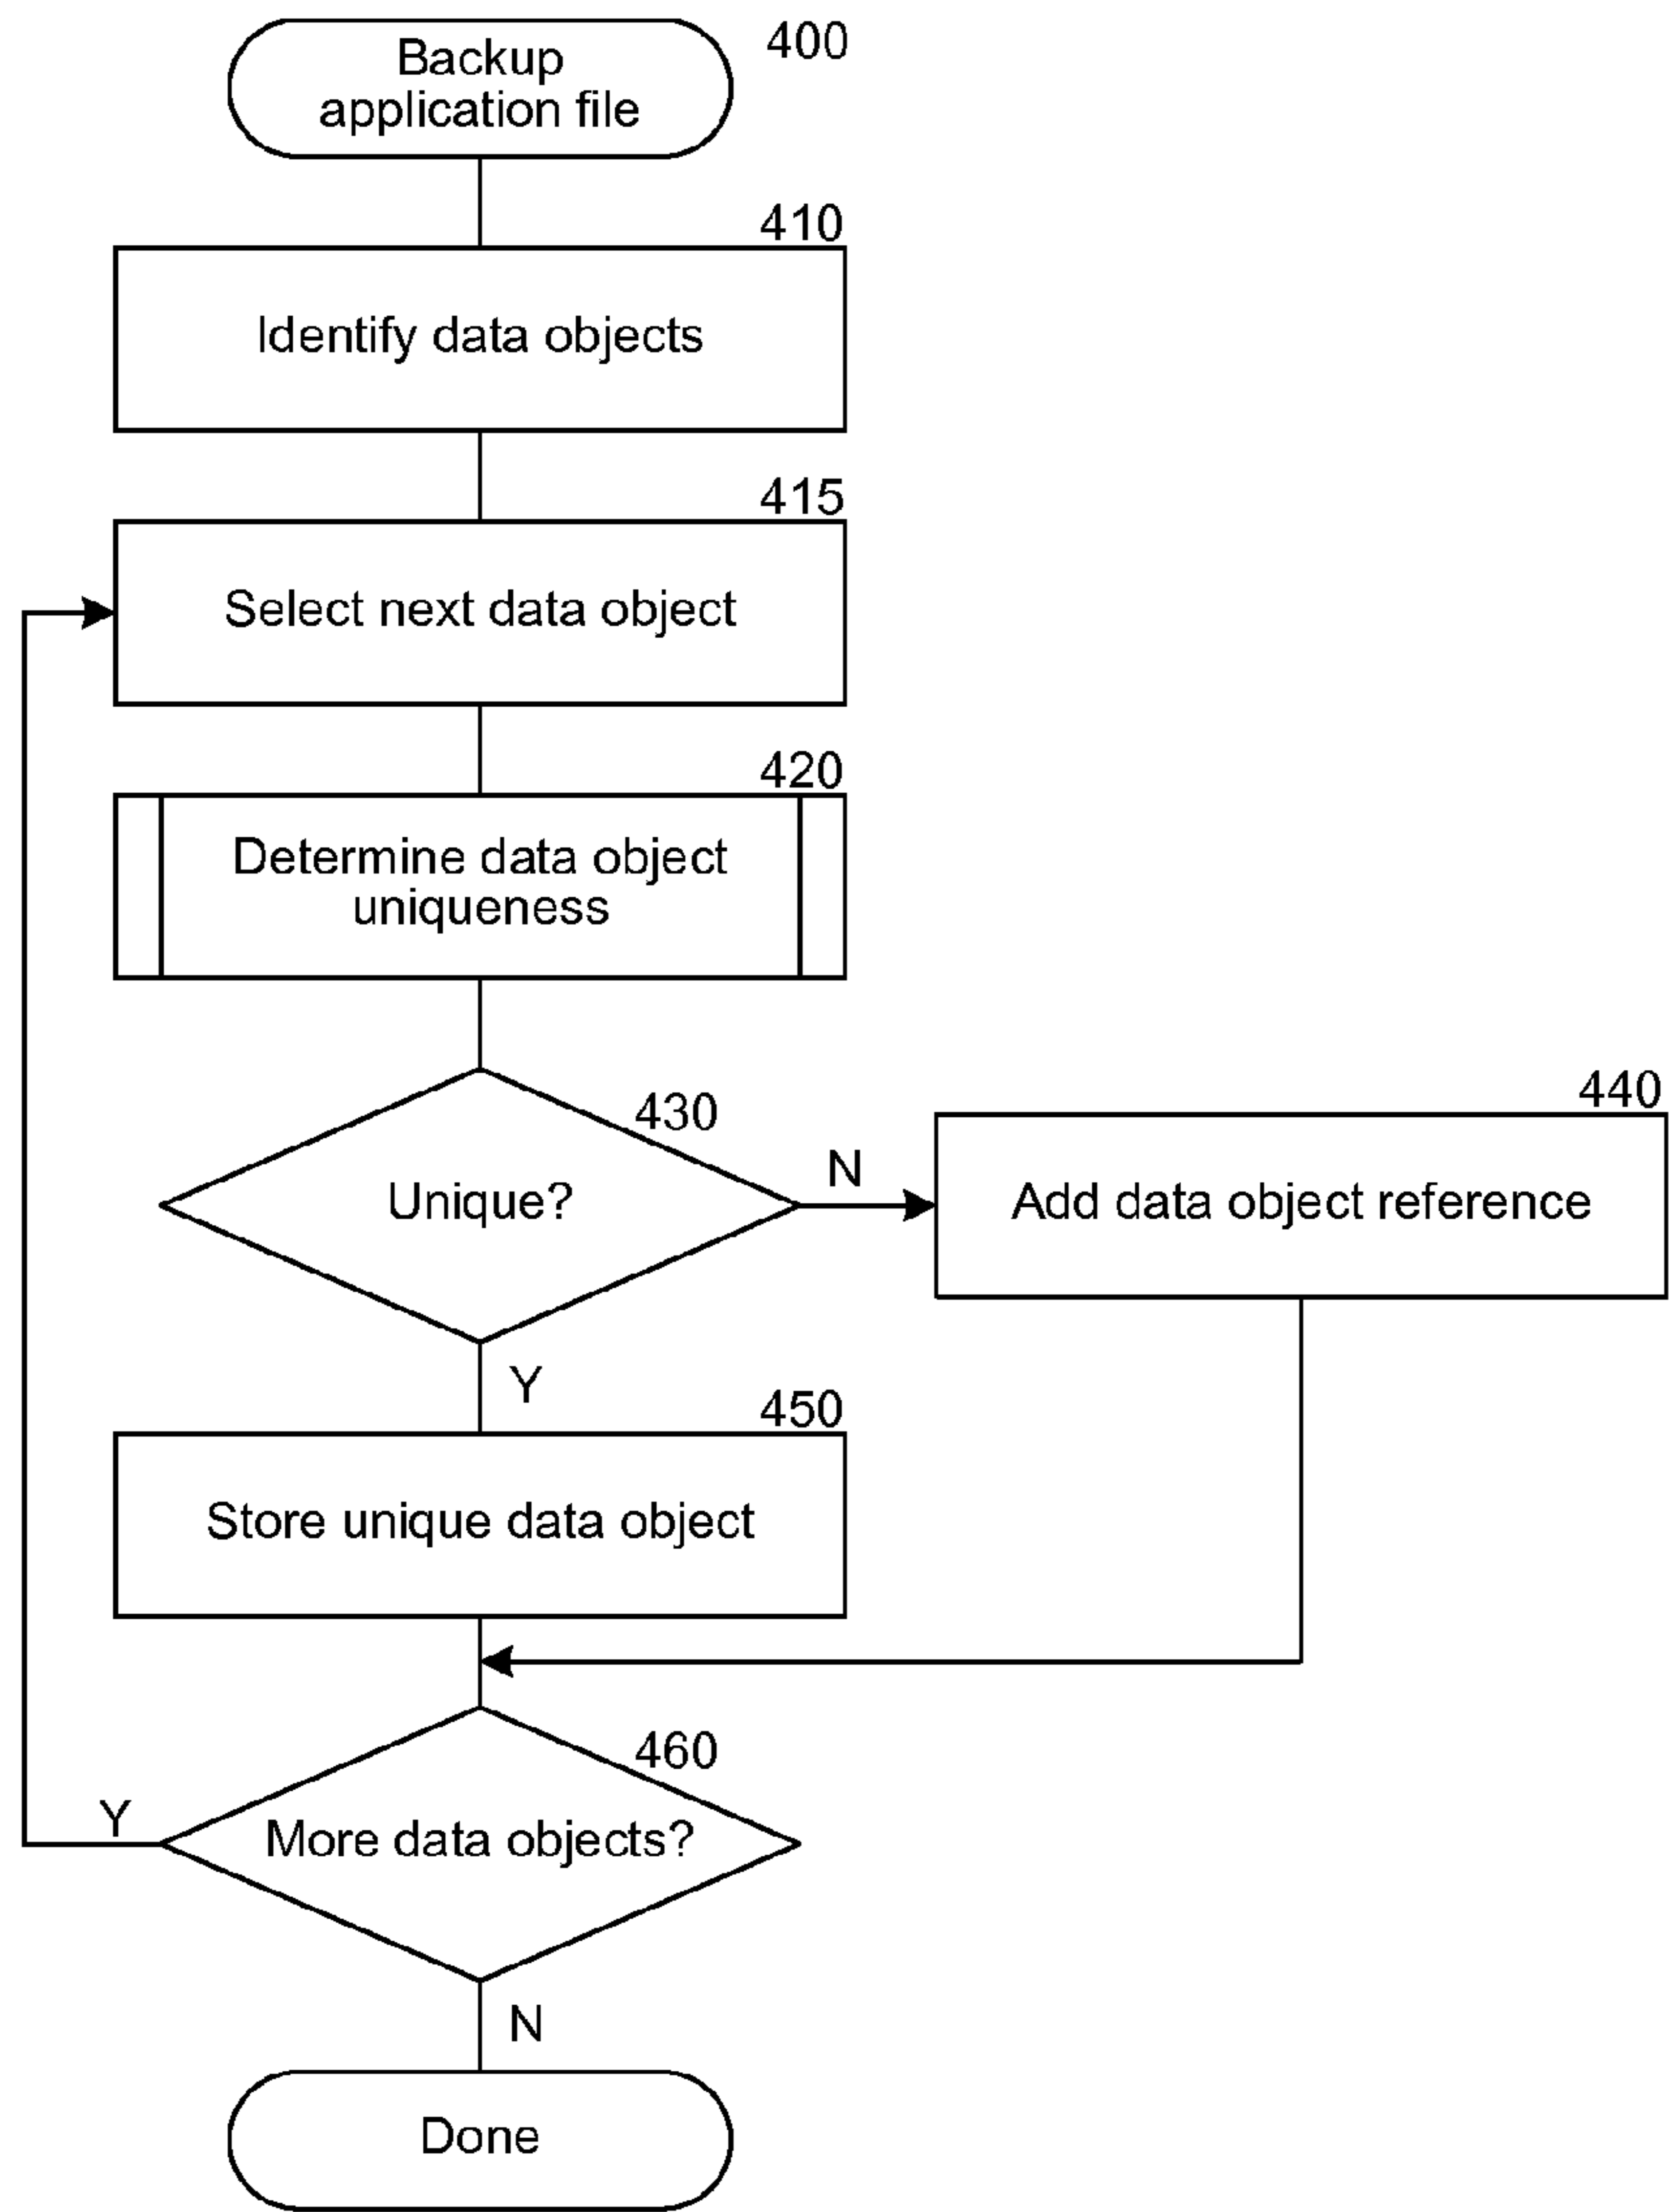 Backup
application file
400
410
Identify data objects
415
Select next data object
420
Determine data object
uniqueness
430
Unique?
N
440
Add data object reference
Y
450
Store unique data object
460
More data objects?
Y
N
Done